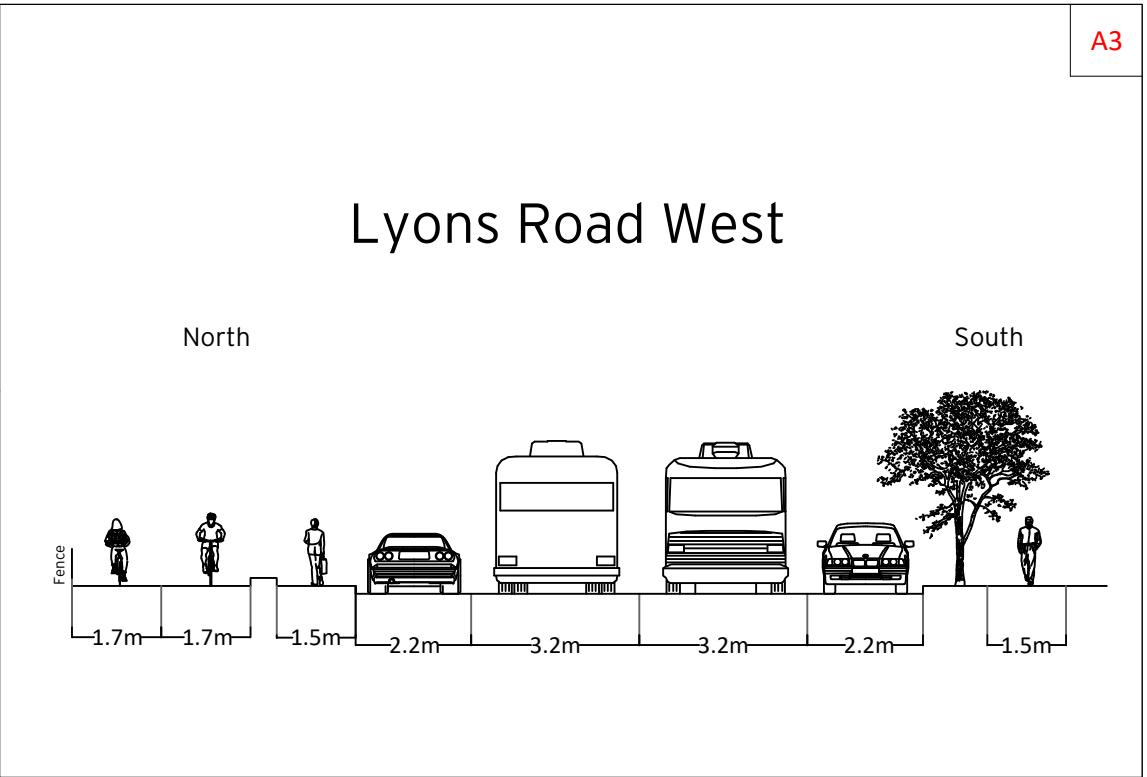 A3
Lyons Road West
North
South
Fence
1.7m
1.7m
1.5m
2.2m
3.2m
3.2m
2.2m
1.5m